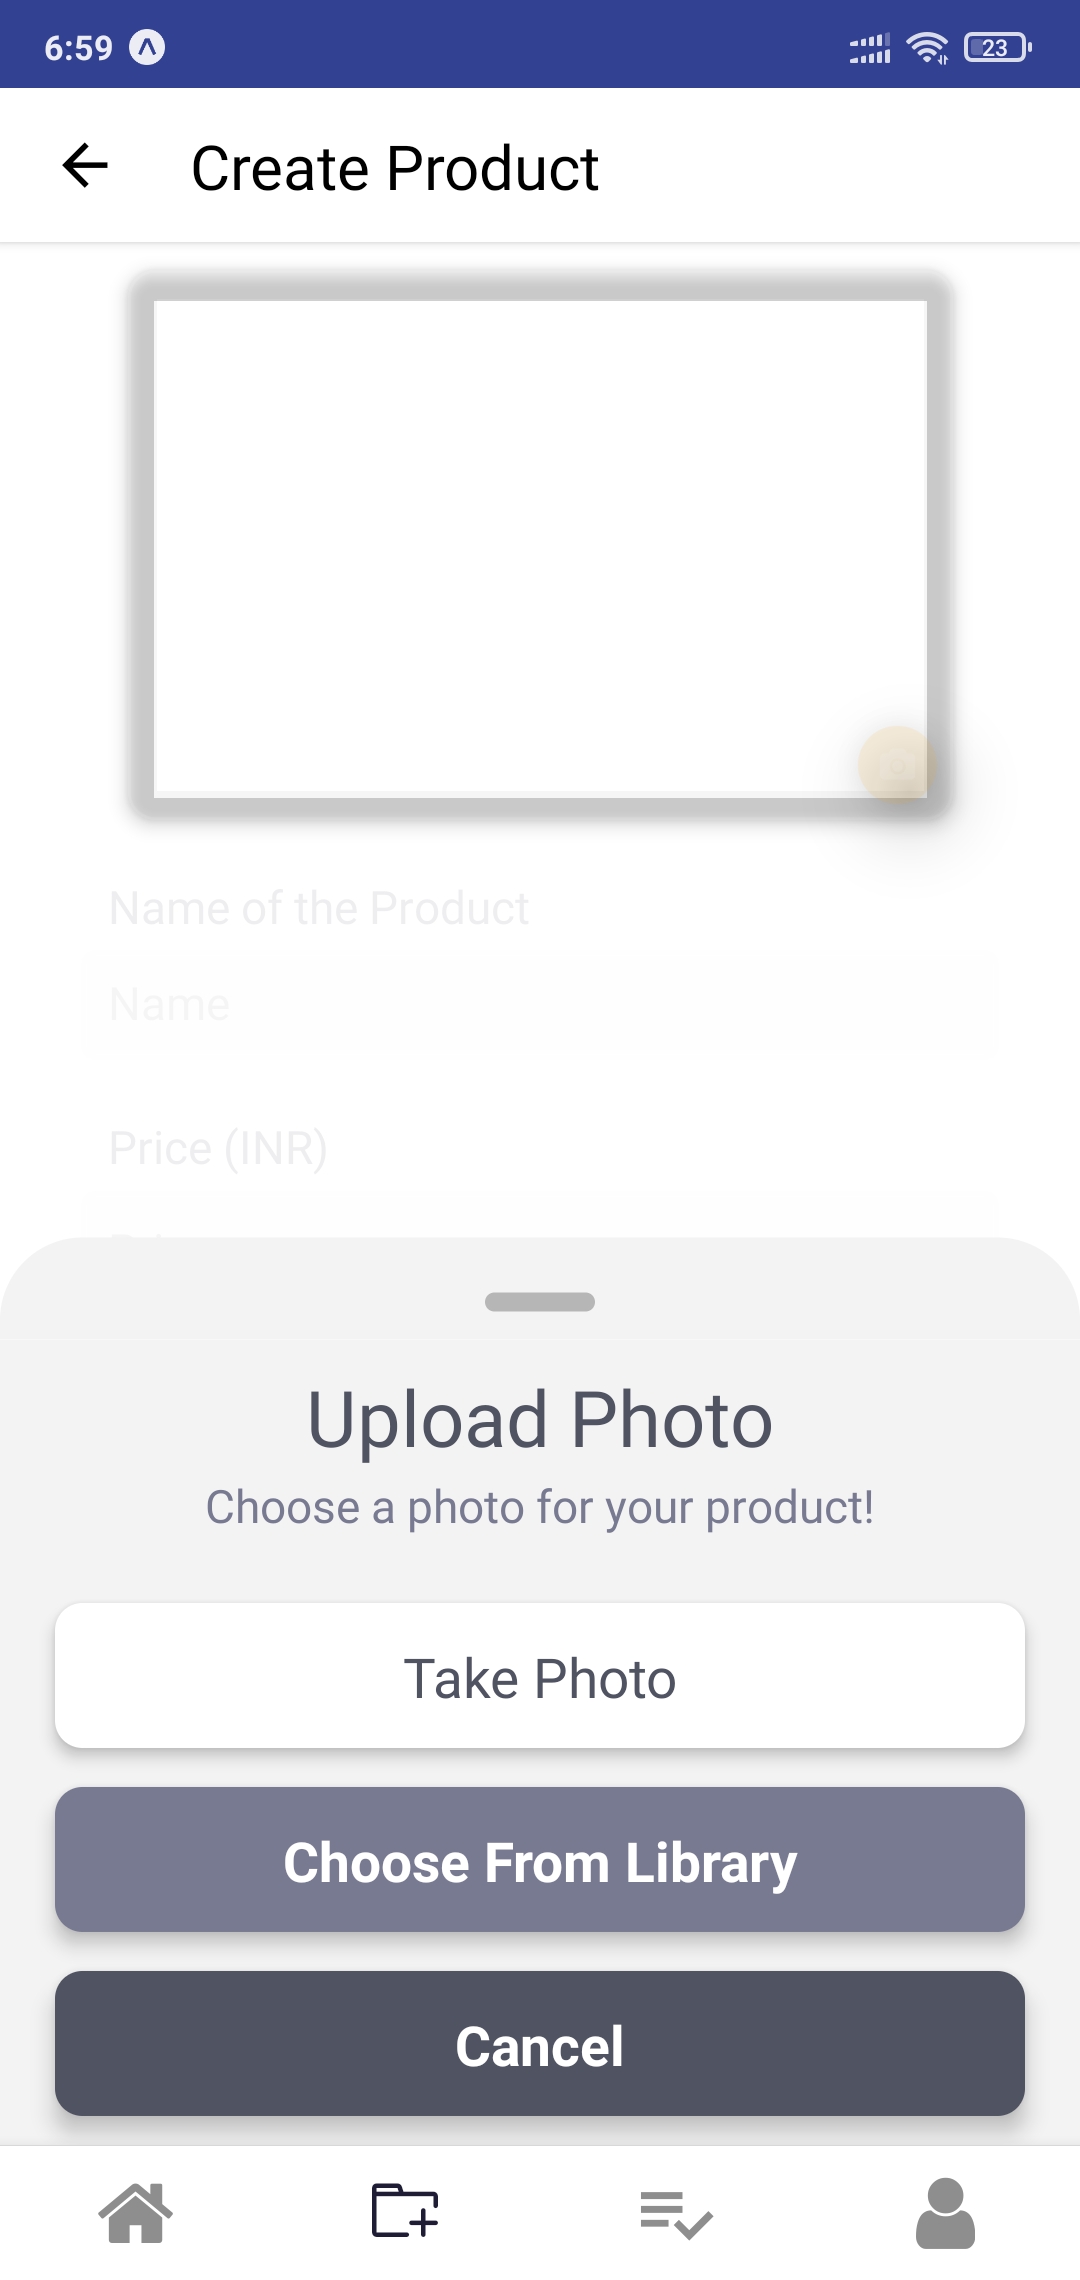 6:59
23
Create Product
Name of the Product
Name
Price (INR)
Upload Photo
Choose a photo for your product!
Take Photo
Choose From Library
Cancel